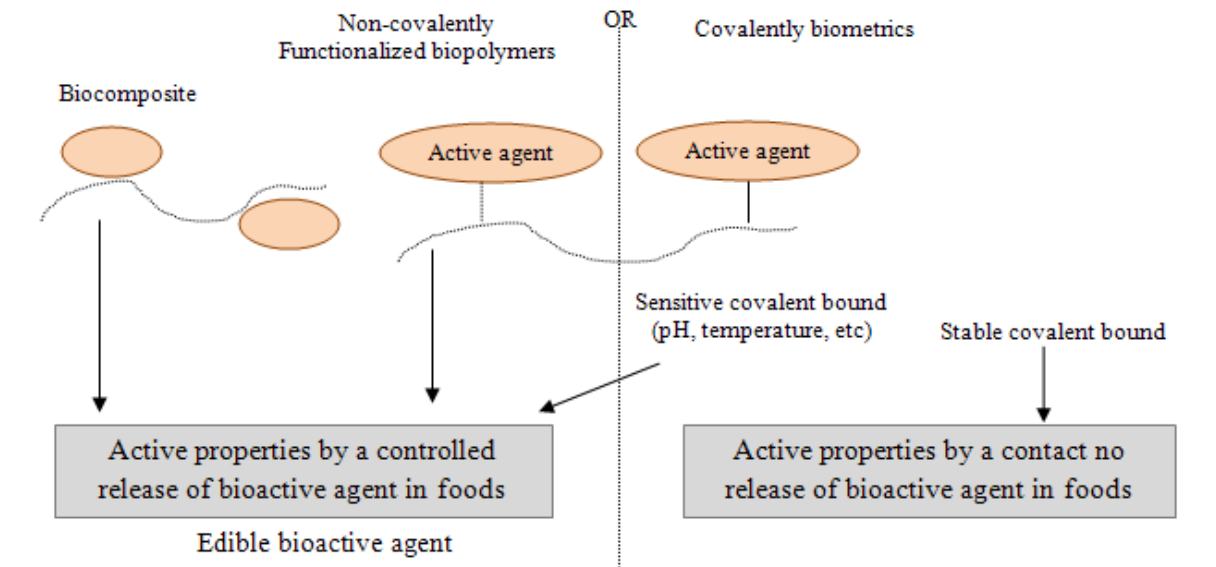 Non-covalently
Functionalized biopolymers
OR
Covalently biometrics
Biocomposite
Active agent
Active agent
Sensitive covalent bound
(pH, temperature, etc)
Stable covalent bound
Active properties by a controlled
release of bioactive agent in foods
Active properties by a contact no
release of bioactive agent in foods
Edible bioactive agent